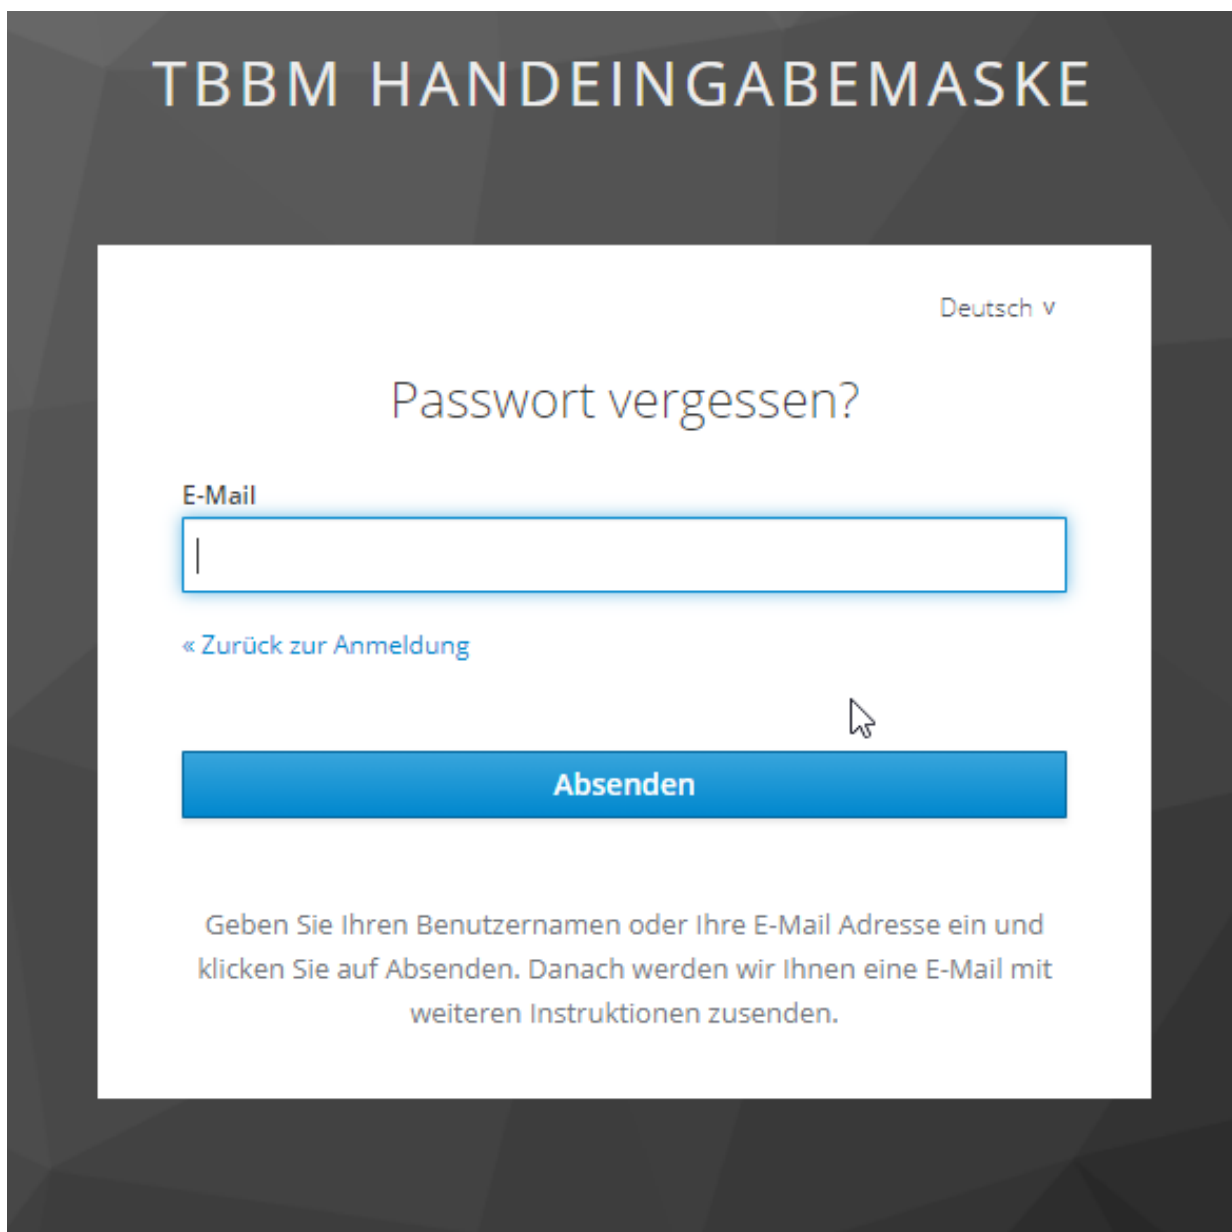 TBBM HANDEINGABEMASKE
Deutsch v
Passwort vergessen?
E-Mail
« Zurück zur Anmeldung
Absenden
Geben Sie Ihren Benutzernamen oder Ihre E-Mail Adresse ein und
klicken Sie auf Absenden. Danach werden wir Ihnen eine E-Mail mit
weiteren Instruktionen zusenden.